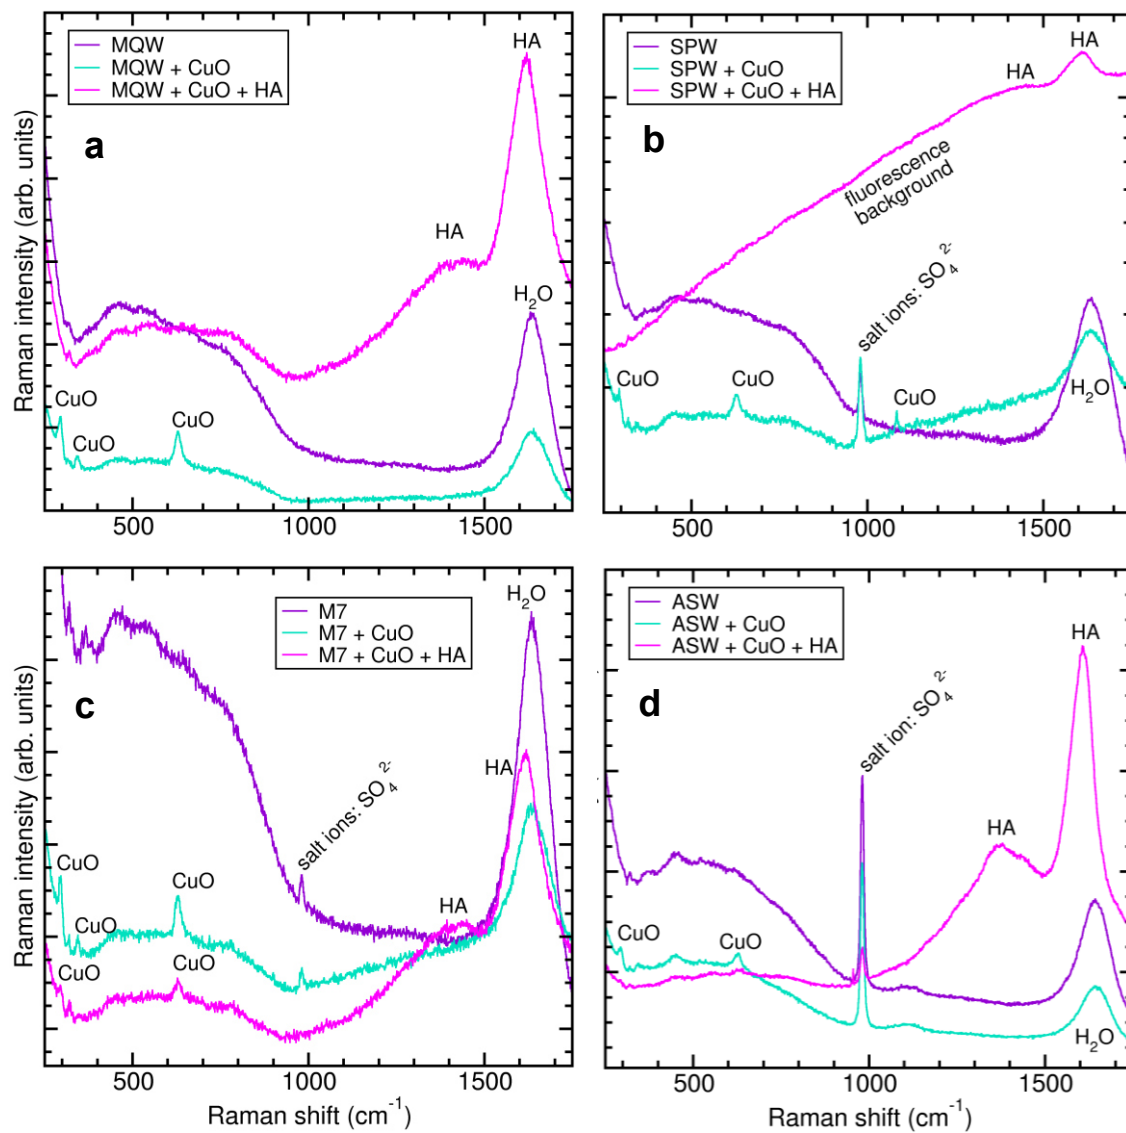 MQW
MQW + CuO
MQW + CuO + HA
a
HA
HA
H₂O
CuO
CuO
CuO
Raman intensity (arb. units)
500
1000
1500
SPW
SPW + CuO
SPW + CuO + HA
b
HA
HA
fluorescence
background
salt ions: SO₄²⁻
CuO
CuO
CuO
H₂O
500
1000
1500
M7
M7 + CuO
M7 + CuO + HA
c
H₂O
HA
salt ions: SO₄²⁻
CuO
CuO
CuO
HA
CuO
CuO
Raman intensity (arb. units)
500
1000
1500
Raman shift (cm⁻¹)
ASW
ASW + CuO
ASW + CuO + HA
d
HA
salt ion: SO₄²⁻
HA
CuO
CuO
H₂O
500
1000
1500
Raman shift (cm⁻¹)